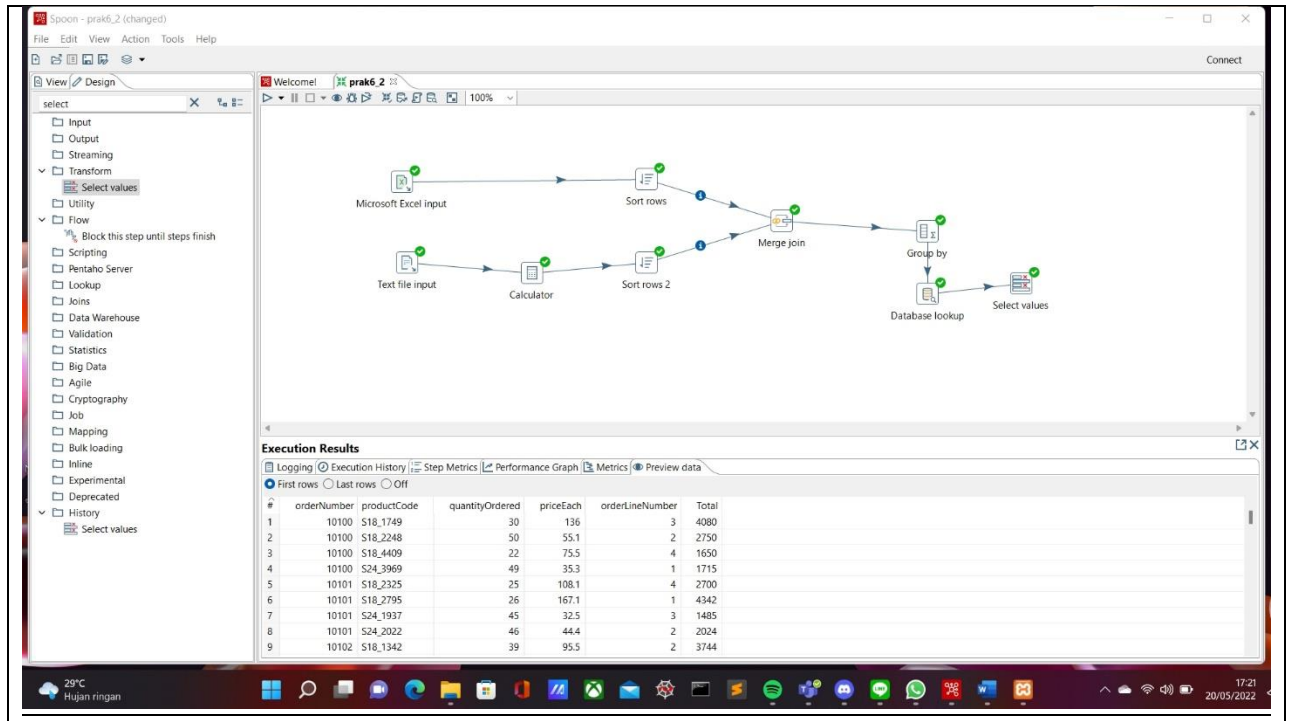 Spoon - prak6_2 (changed)
File Edit View Action Tools Help
Connect
View Design
select
Input
Output
Streaming
Transform
Select values
Utility
Flow
Block this step until steps finish
Scripting
Pentaho Server
Lookup
Joins
Data Warehouse
Validation
Statistics
Big Data
Agile
Cryptography
Job
Mapping
Bulk loading
Inline
Experimental
Deprecated
History
Select values
Welcome! prak6_2
100%
Microsoft Excel input
Sort rows
Merge join
Group by
Text file input
Calculator
Sort rows 2
Database lookup
Select values
Execution Results
Logging Execution History Step Metrics Performance Graph Metrics Preview data
First rows Last rows Off
# orderNumber productCode quantityOrdered priceEach orderLineNumber Total
1 10100 S18_1749 30 136 3 4080
2 10100 S18_2248 50 55.1 2 2750
3 10100 S18_4409 22 75.5 4 1650
4 10100 S24_3969 49 35.3 1 1715
5 10101 S18_2325 25 108.1 4 2700
6 10101 S18_2795 26 167.1 1 4342
7 10101 S24_1937 45 32.5 3 1485
8 10101 S24_2022 46 44.4 2 2024
9 10102 S18_1342 39 95.5 2 3744
29°C
Hujan ringan
17:21
20/05/2022